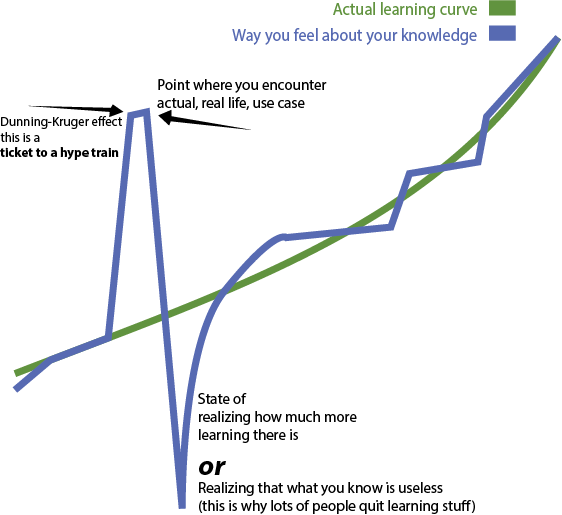 Actual learning curve
Way you feel about your knowledge
Point where you encounter
actual, real life, use case
Dunning-Kruger effect
this is a
ticket to a hype train
State of
realizing how much more
learning there is
or
Realizing that what you know is useless
(this is why lots of people quit learning stuff)